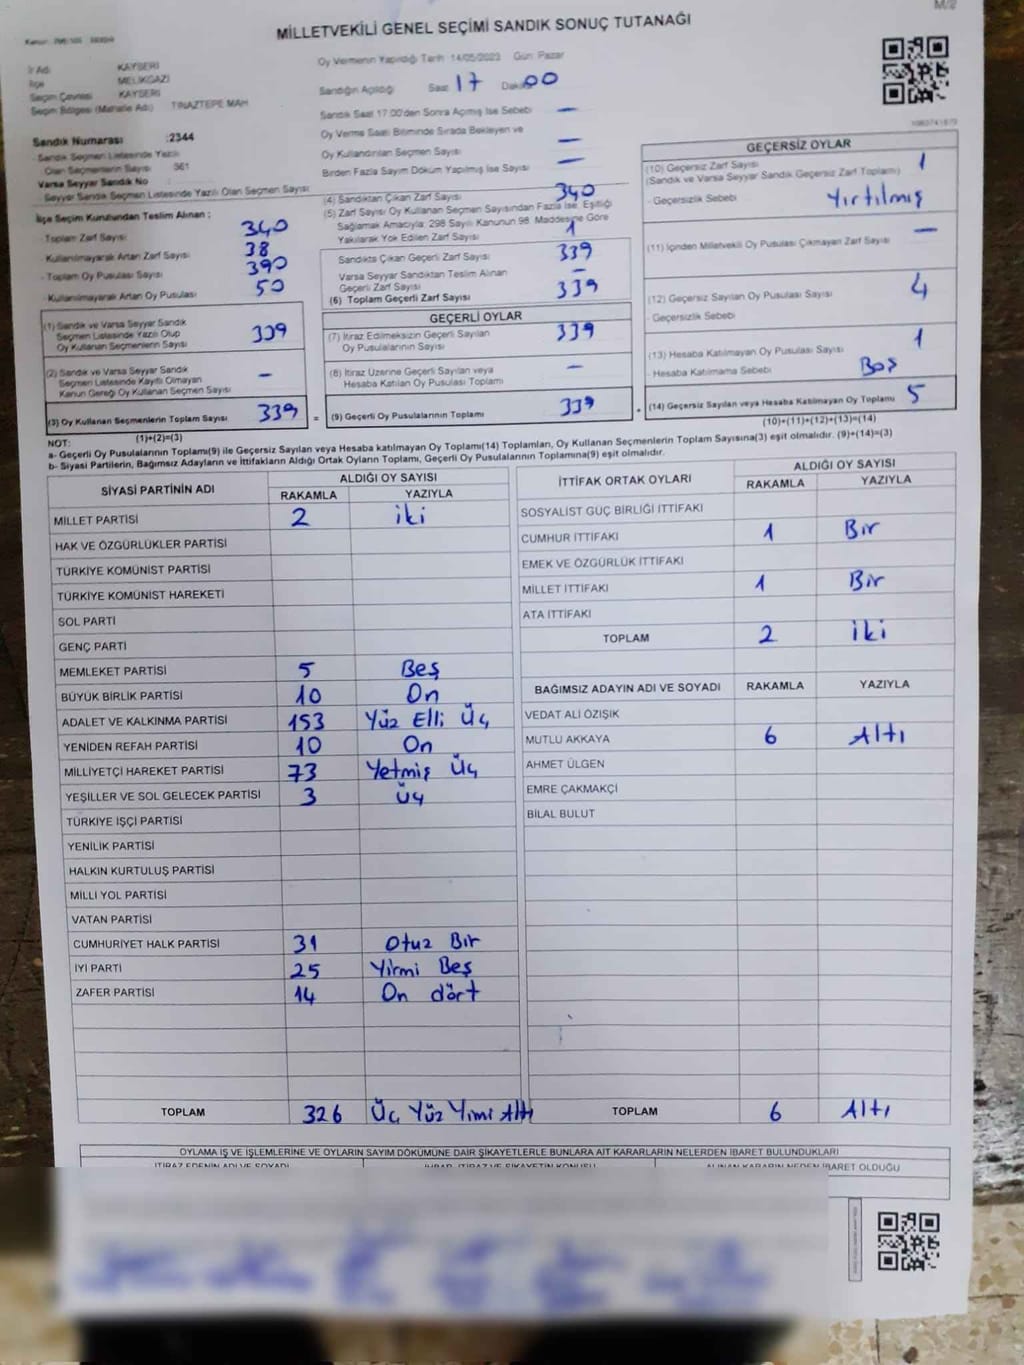 M/2
MİLLETVEKİLİ GENEL SEÇİMİ SANDIK SONUÇ TUTANAĞI
İl Adı KAYSERİ
İlçe MELİKGAZİ
Seçim Çevresi KAYSERİ
Seçim Bölgesi (Mahalle Adı) TINAZTEPE MAH.
Oy Vermenin Yapıldığı Tarih 14/05/2023 Gün Pazar
Sandığın Açıldığı Saat 17 Dakika 00
Sandık Saat 17:00'den Sonra Açılmış İse Sebebi —
Oy Verme Saati Bitiminde Sırada Bekleyen ve
Oy Kullandırılan Seçmen Sayısı —
Birden Fazla Sayım Döküm Yapılmış İse Sayısı —
Sandık Numarası :2344
Sandık Seçmen Listesinde Yazılı
Olan Seçmenlerin Sayısı 361
Varsa Seyyar Sandık No
Seyyar Sandık Seçmen Listesinde Yazılı Olan Seçmen Sayısı
İlçe Seçim Kurulundan Teslim Alınan ;
- Toplam Zarf Sayısı 340
- Kullanılmayarak Artan Zarf Sayısı 38
- Toplam Oy Pusulası Sayısı 390
- Kullanılmayarak Artan Oy Pusulası 50
(1) Sandık ve Varsa Seyyar Sandık
Seçmen Listesinde Yazılı Olup
Oy Kullanan Seçmenlerin Sayısı 339
(2) Sandık ve Varsa Seyyar Sandık
Seçmen Listesinde Kayıtlı Olmayan
Kanun Gereği Oy Kullanan Seçmen Sayısı —
(3) Oy Kullanan Seçmenlerin Toplam Sayısı 339
(1)+(2)=(3)
(4) Sandıktan Çıkan Zarf Sayısı 340
(5) Zarf Sayısı Oy Kullanan Seçmen Sayısından Fazla İse, Eşitliği
Sağlamak Amacıyla; 298 Sayılı Kanunun 98. Maddesine Göre
Yakılarak Yok Edilen Zarf Sayısı 1
Sandıkta Çıkan Geçerli Zarf Sayısı 339
Varsa Seyyar Sandıktan Teslim Alınan
Geçerli Zarf Sayısı —
(6) Toplam Geçerli Zarf Sayısı 339
GEÇERLİ OYLAR
(7) İtiraz Edilmeksizin Geçerli Sayılan
Oy Pusulalarının Sayısı 339
(8) İtiraz Üzerine Geçerli Sayılan veya
Hesaba Katılan Oy Pusulası Toplamı —
= (9) Geçerli Oy Pusulalarının Toplamı 339
GEÇERSİZ OYLAR
(10) Geçersiz Zarf Sayısı 1
(Sandık ve Varsa Seyyar Sandık Geçersiz Zarf Toplamı)
- Geçersizlik Sebebi Yırtılmış
(11) İçinden Milletvekili Oy Pusulası Çıkmayan Zarf Sayısı —
(12) Geçersiz Sayılan Oy Pusulası Sayısı 4
- Geçersizlik Sebebi
(13) Hesaba Katılmayan Oy Pusulası Sayısı 1
- Hesaba Katılmama Sebebi Boş
+ (14) Geçersiz Sayılan veya Hesaba Katılmayan Oy Toplamı 5
(10)+(11)+(12)+(13)=(14)
NOT:
a- Geçerli Oy Pusulalarının Toplamı(9) ile Geçersiz Sayılan veya Hesaba katılmayan Oy Toplamı(14) Toplamları, Oy Kullanan Seçmenlerin Toplam Sayısına(3) eşit olmalıdır. (9)+(14)=(3)
b- Siyasi Partilerin, Bağımsız Adayların ve İttifakların Aldığı Ortak Oyların Toplamı, Geçerli Oy Pusulalarının Toplamına(9) eşit olmalıdır.
SİYASİ PARTİNİN ADI ALDIĞI OY SAYISI
RAKAMLA YAZIYLA
MİLLET PARTİSİ 2 iki
HAK VE ÖZGÜRLÜKLER PARTİSİ
TÜRKİYE KOMÜNİST PARTİSİ
TÜRKİYE KOMÜNİST HAREKETİ
SOL PARTİ
GENÇ PARTİ
MEMLEKET PARTİSİ 5 Beş
BÜYÜK BİRLİK PARTİSİ 10 On
ADALET VE KALKINMA PARTİSİ 153 Yüz Elli Üç
YENİDEN REFAH PARTİSİ 10 On
MİLLİYETÇİ HAREKET PARTİSİ 73 Yetmiş Üç
YEŞİLLER VE SOL GELECEK PARTİSİ 3 Üç
TÜRKİYE İŞÇİ PARTİSİ
YENİLİK PARTİSİ
HALKIN KURTULUŞ PARTİSİ
MİLLİ YOL PARTİSİ
VATAN PARTİSİ
CUMHURİYET HALK PARTİSİ 31 Otuz Bir
İYİ PARTİ 25 Yirmi Beş
ZAFER PARTİSİ 14 On dört
TOPLAM 326 Üç Yüz Yimi Altı
İTTİFAK ORTAK OYLARI ALDIĞI OY SAYISI
RAKAMLA YAZIYLA
SOSYALİST GÜÇ BİRLİĞİ İTTİFAKI
CUMHUR İTTİFAKI 1 Bir
EMEK VE ÖZGÜRLÜK İTTİFAKI
MİLLET İTTİFAKI 1 Bir
ATA İTTİFAKI
TOPLAM 2 iki
BAĞIMSIZ ADAYIN ADI VE SOYADI RAKAMLA YAZIYLA
VEDAT ALİ ÖZIŞIK
MUTLU AKKAYA 6 Altı
AHMET ÜLGEN
EMRE ÇAKMAKÇİ
BİLAL BULUT
TOPLAM 6 Altı
OYLAMA İŞ VE İŞLEMLERİNE VE OYLARIN SAYIM DÖKÜMÜNE DAİR ŞİKAYETLERLE BUNLARA AİT KARARLARIN NELERDEN İBARET BULUNDUKLARI
İTİRAZ EDENİN ADI VE SOYADI İHBAR, İTİRAZ VE ŞİKAYETİN KONUSU ALINAN KARARIN NEDEN İBARET OLDUĞU